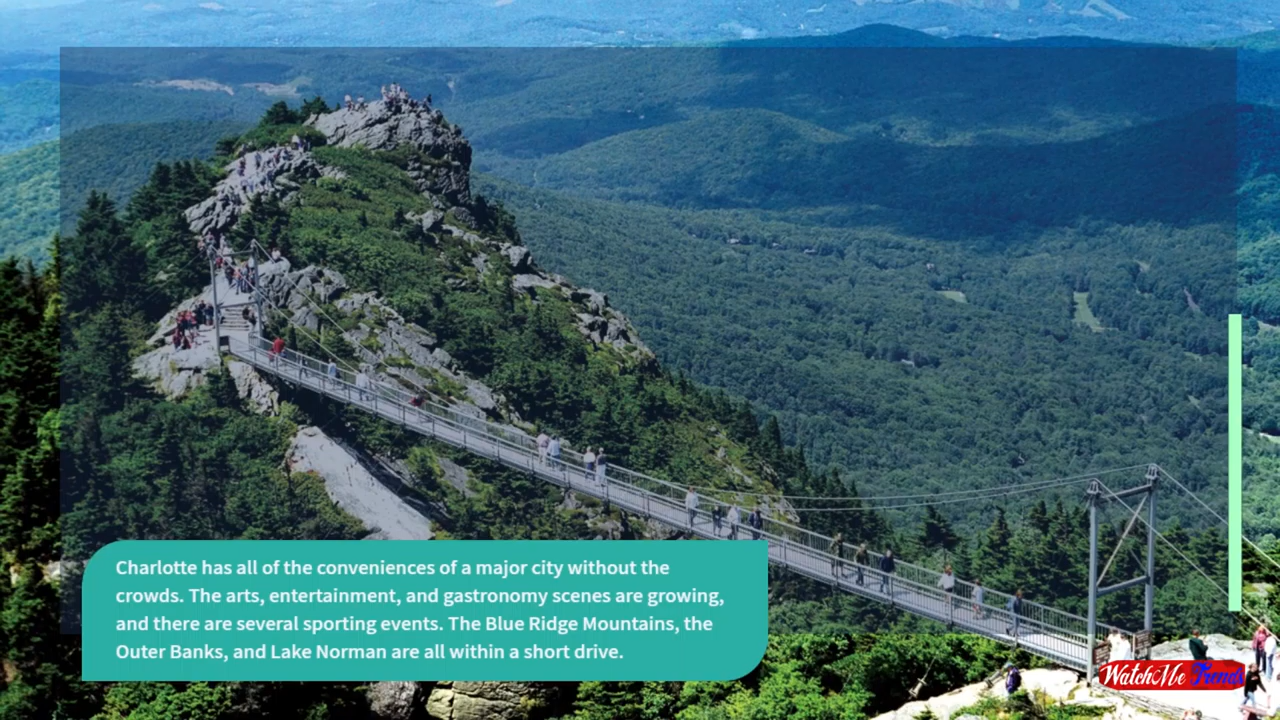 Charlotte has all of the conveniences of a major city without the
crowds. The arts, entertainment, and gastronomy scenes are growing,
and there are several sporting events. The Blue Ridge Mountains, the
Outer Banks, and Lake Norman are all within a short drive.
WatchMe Trends